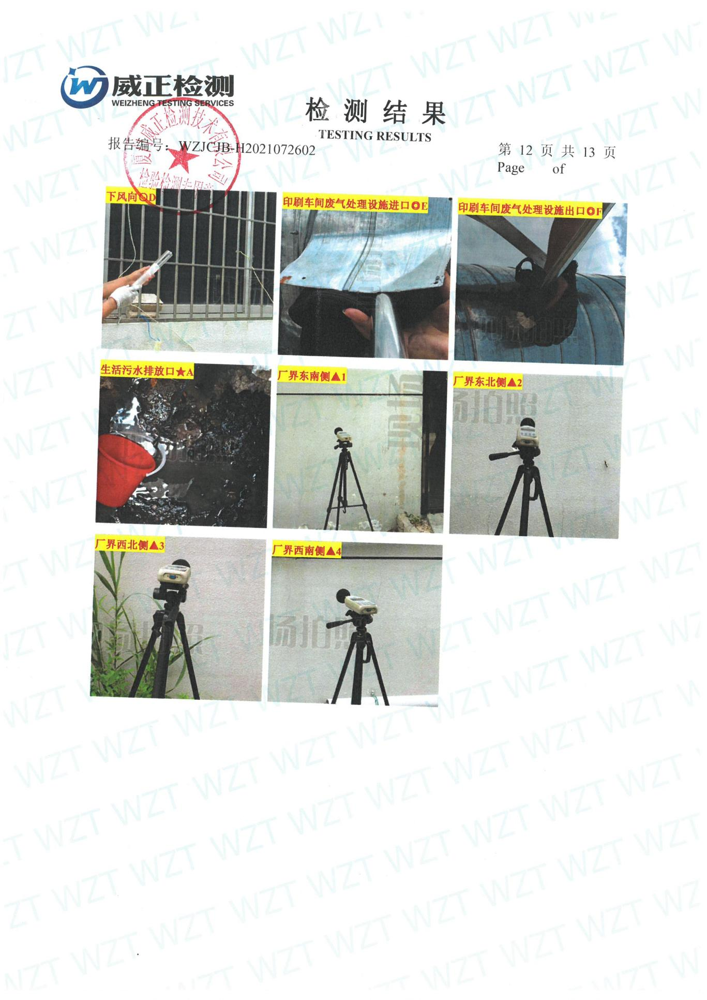 威正检测
WEIZHENG TESTING SERVICES
检测结果
TESTING RESULTS
报告编号：WZJCJB-H2021072602
第 12 页 共 13 页
Page of
厦门威正检测技术有限公司
检验检测专用章
下风向○D
印刷车间废气处理设施进口◎E
印刷车间废气处理设施出口◎F
生活污水排放口★A
厂界东南侧▲1
厂界东北侧▲2
厂界西北侧▲3
厂界西南侧▲4
现场拍照
WZT